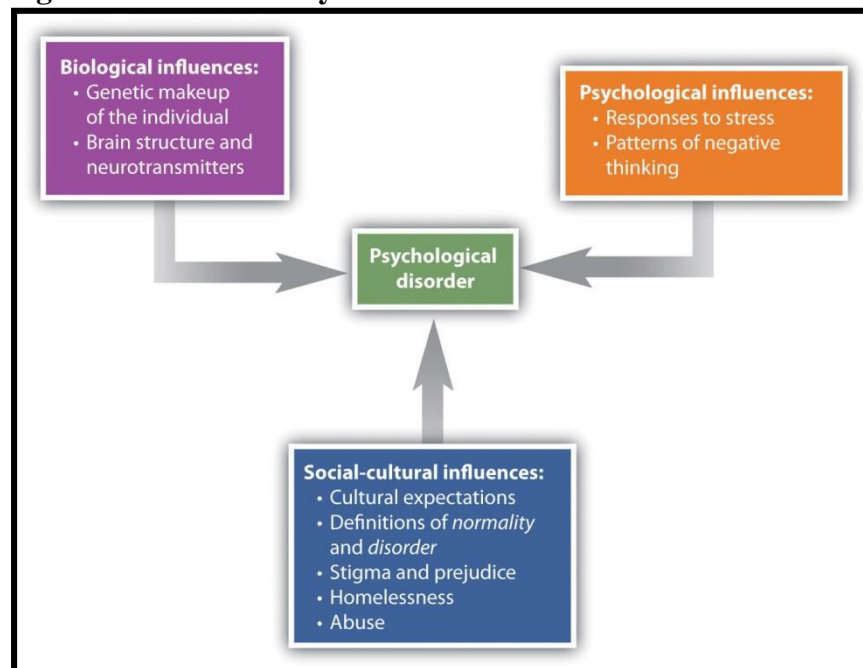 Biological influences:
• Genetic makeup
of the individual
• Brain structure and
neurotransmitters
Psychological influences:
• Responses to stress
• Patterns of negative
thinking
Psychological
disorder
Social-cultural influences:
• Cultural expectations
• Definitions of normality
and disorder
• Stigma and prejudice
• Homelessness
• Abuse